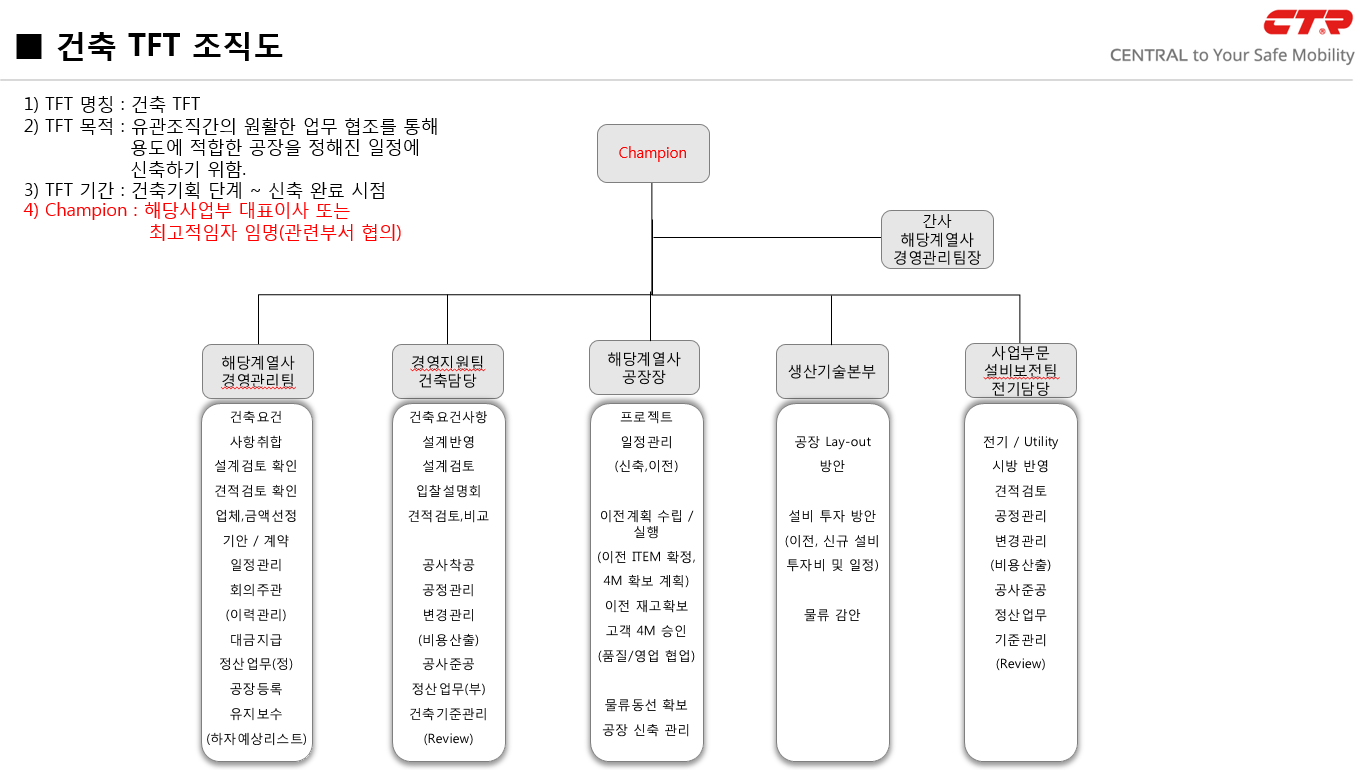 ■ 건축 TFT 조직도
CTR
CENTRAL to Your Safe Mobility
1) TFT 명칭 : 건축 TFT
2) TFT 목적 : 유관조직간의 원활한 업무 협조를 통해
용도에 적합한 공장을 정해진 일정에
신축하기 위함.
3) TFT 기간 : 건축기획 단계 ~ 신축 완료 시점
4) Champion : 해당사업부 대표이사 또는
최고적임자 임명(관련부서 협의)
Champion
간사
해당계열사
경영관리팀장
해당계열사
경영관리팀
건축요건
사항취합
설계검토 확인
견적검토 확인
업체,금액선정
기안 / 계약
일정관리
회의주관
(이력관리)
대금지급
정산업무(정)
공장등록
유지보수
(하자예상리스트)
경영지원팀
건축담당
건축요건사항
설계반영
설계검토
입찰설명회
견적검토,비교
공사착공
공정관리
변경관리
(비용산출)
공사준공
정산업무(부)
건축기준관리
(Review)
해당계열사
공장장
프로젝트
일정관리
(신축,이전)
이전계획 수립 /
실행
(이전 ITEM 확정,
4M 확보 계획)
이전 재고확보
고객 4M 승인
(품질/영업 협업)
물류동선 확보
공장 신축 관리
생산기술본부
공장 Lay-out
방안
설비 투자 방안
(이전, 신규 설비
투자비 및 일정)
물류 감안
사업부문
설비보전팀
전기담당
전기 / Utility
시방 반영
견적검토
공정관리
변경관리
(비용산출)
공사준공
정산업무
기준관리
(Review)